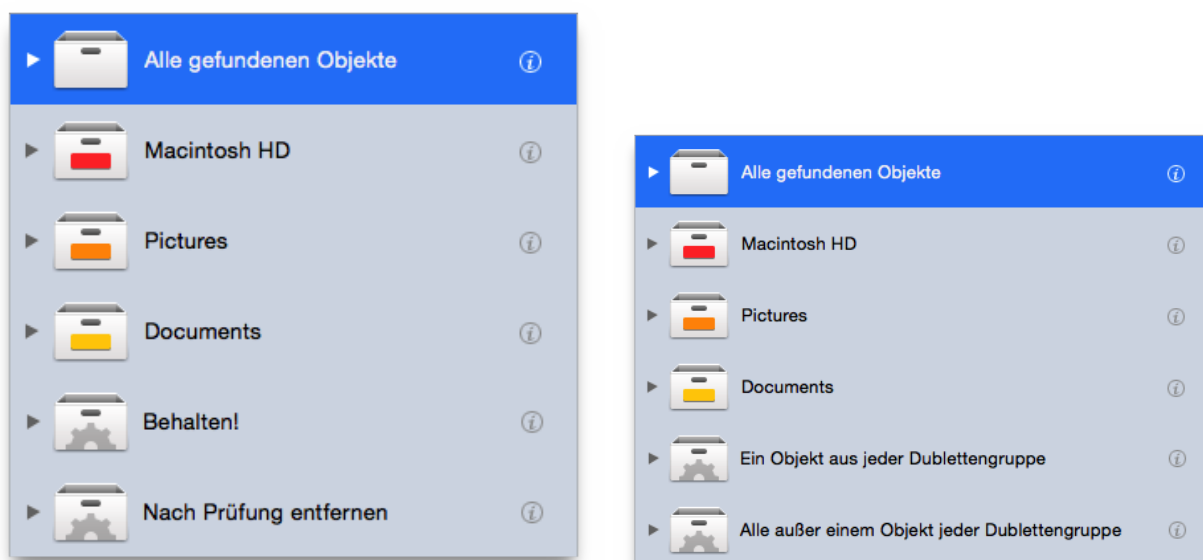 Alle gefundenen Objekte
Macintosh HD
Pictures
Documents
Behalten!
Nach Prüfung entfernen
Alle gefundenen Objekte
Macintosh HD
Pictures
Documents
Ein Objekt aus jeder Dublettengruppe
Alle außer einem Objekt jeder Dublettengruppe